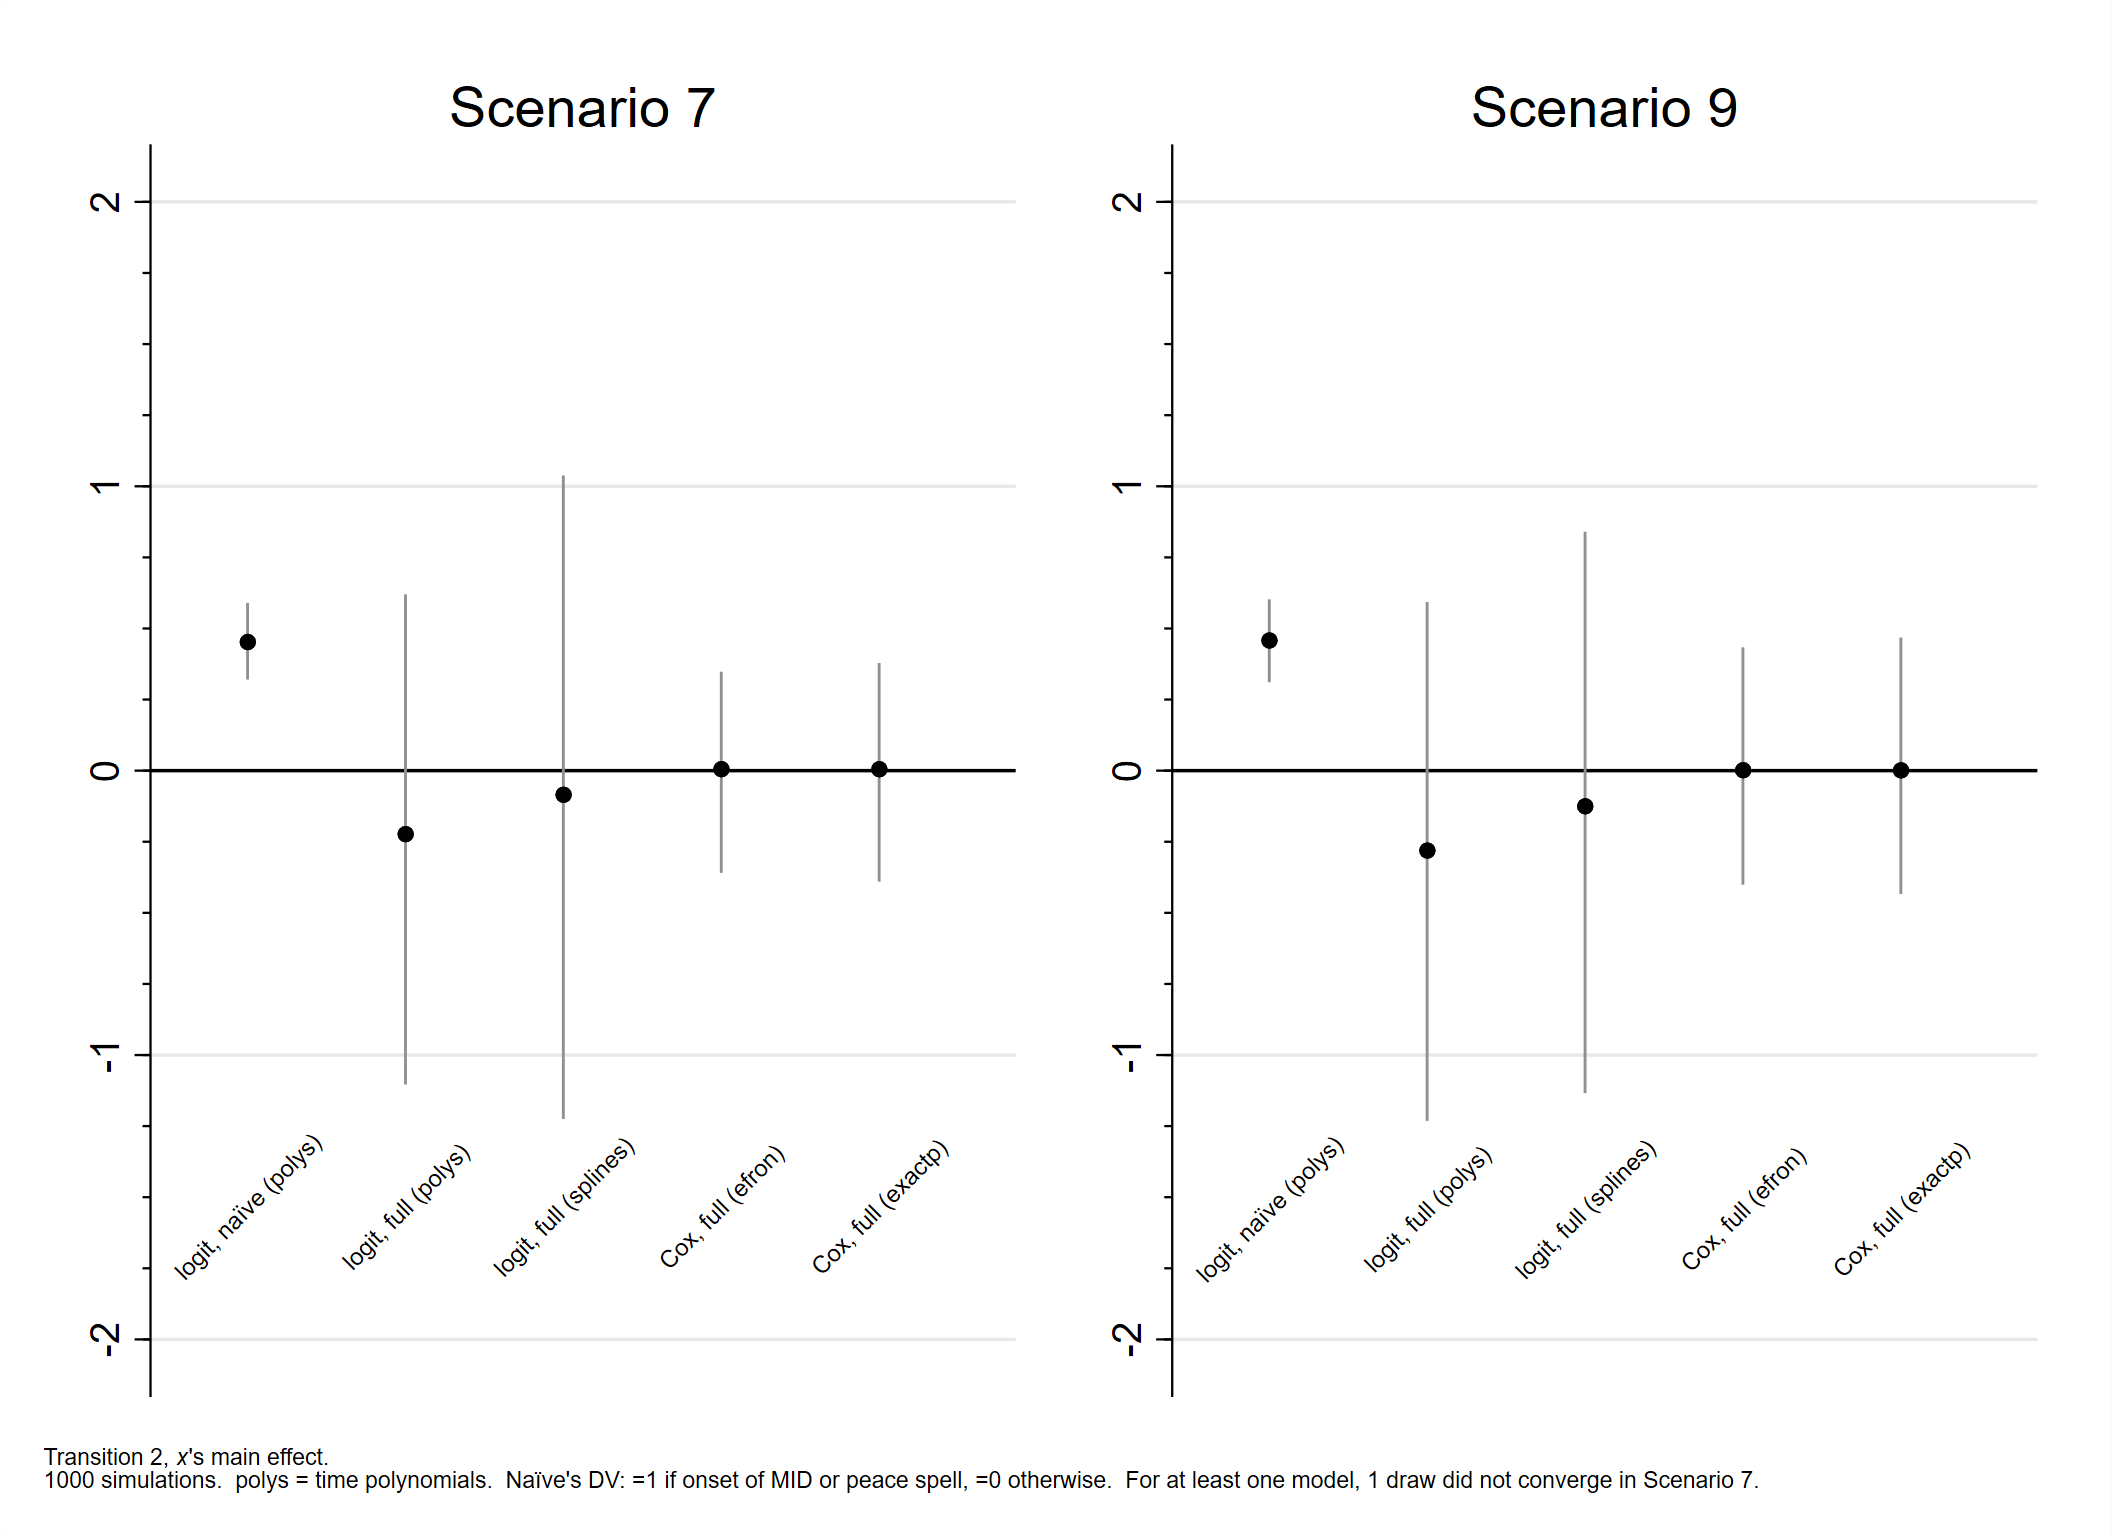 Scenario 7
2
1
0
-1
-2
logit, naïve (polys)
logit, full (polys)
logit, full (splines)
Cox, full (efron)
Cox, full (exactp)
Scenario 9
2
1
0
-1
-2
logit, naïve (polys)
logit, full (polys)
logit, full (splines)
Cox, full (efron)
Cox, full (exactp)
Transition 2, x's main effect.
1000 simulations.  polys = time polynomials.  Naïve's DV: =1 if onset of MID or peace spell, =0 otherwise.  For at least one model, 1 draw did not converge in Scenario 7.